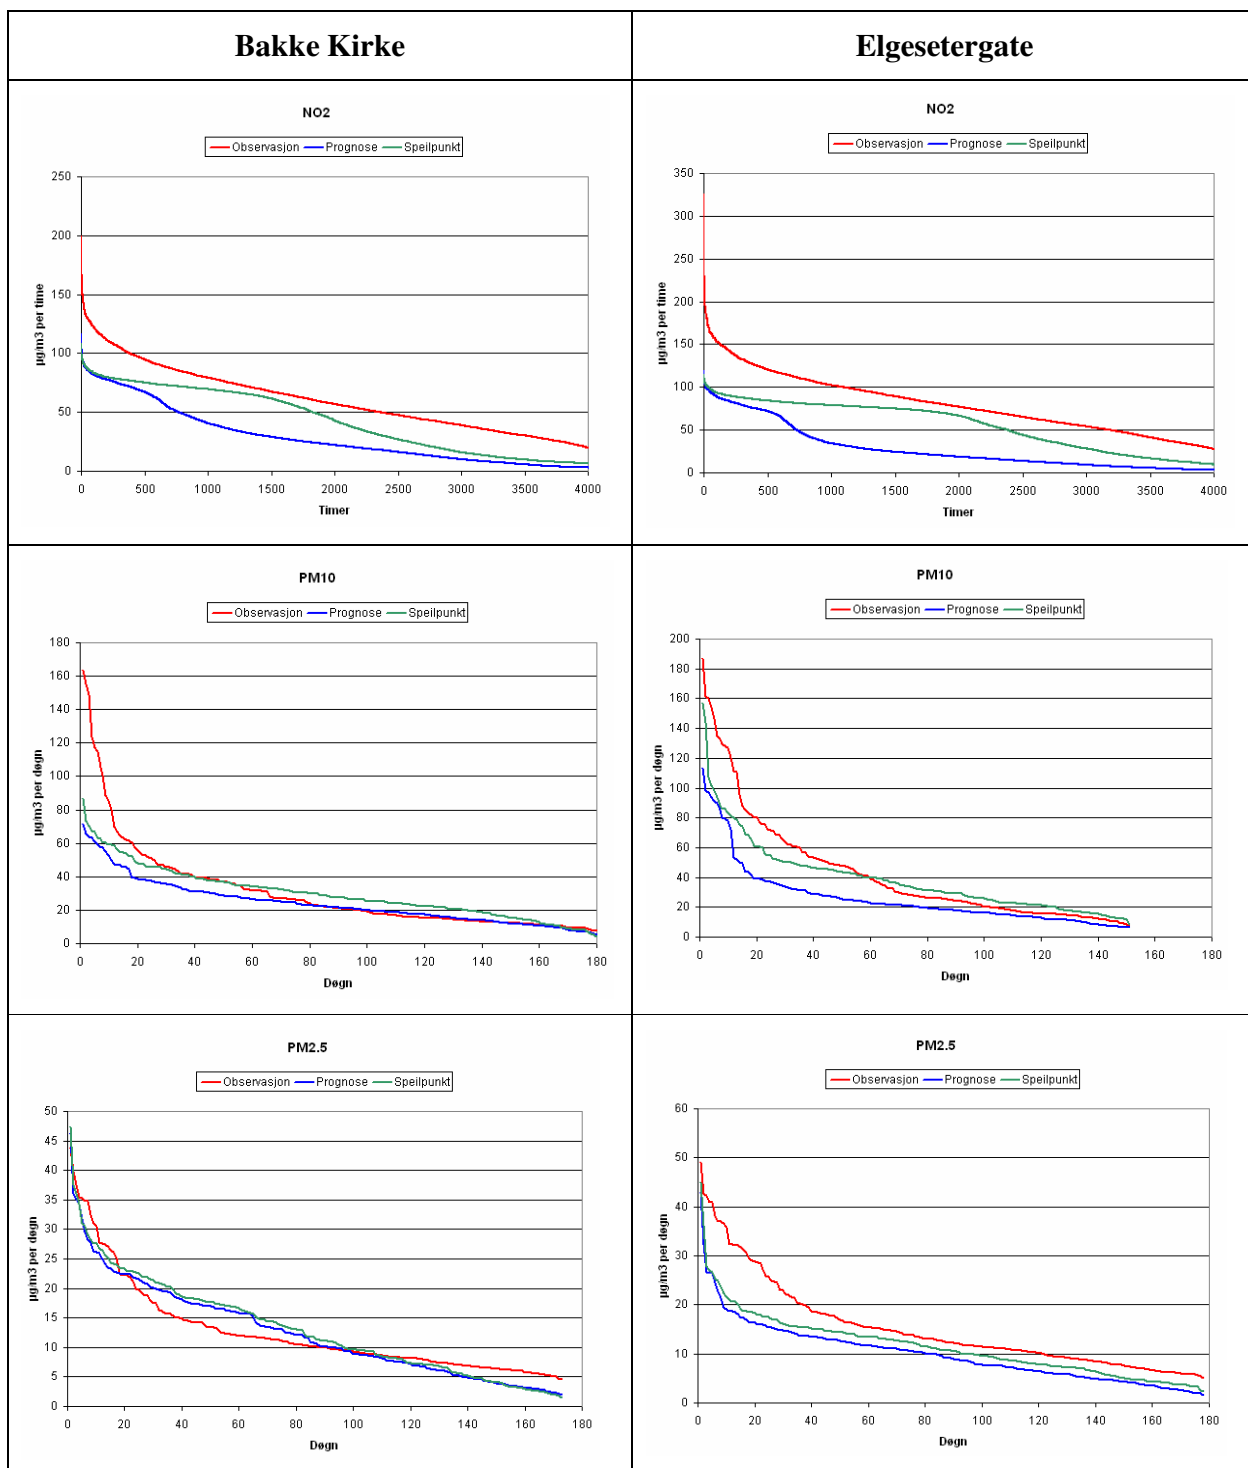 Bakke Kirke
Elgesetergate
NO2
Observasjon Prognose Speilpunkt
250
200
150
100
50
0
µg/m3 per time
0 500 1000 1500 2000 2500 3000 3500 4000
Timer
NO2
Observasjon Prognose Speilpunkt
350
300
250
200
150
100
50
0
µg/m3 per time
0 500 1000 1500 2000 2500 3000 3500 4000
Timer
PM10
Observasjon Prognose Speilpunkt
180
160
140
120
100
80
60
40
20
0
µg/m3 per døgn
0 20 40 60 80 100 120 140 160 180
Døgn
PM10
Observasjon Prognose Speilpunkt
200
180
160
140
120
100
80
60
40
20
0
µg/m3 per døgn
0 20 40 60 80 100 120 140 160 180
Døgn
PM2.5
Observasjon Prognose Speilpunkt
50
45
40
35
30
25
20
15
10
5
0
µg/m3 per døgn
0 20 40 60 80 100 120 140 160 180
Døgn
PM2.5
Observasjon Prognose Speilpunkt
60
50
40
30
20
10
0
µg/m3 per døgn
0 20 40 60 80 100 120 140 160 180
Døgn